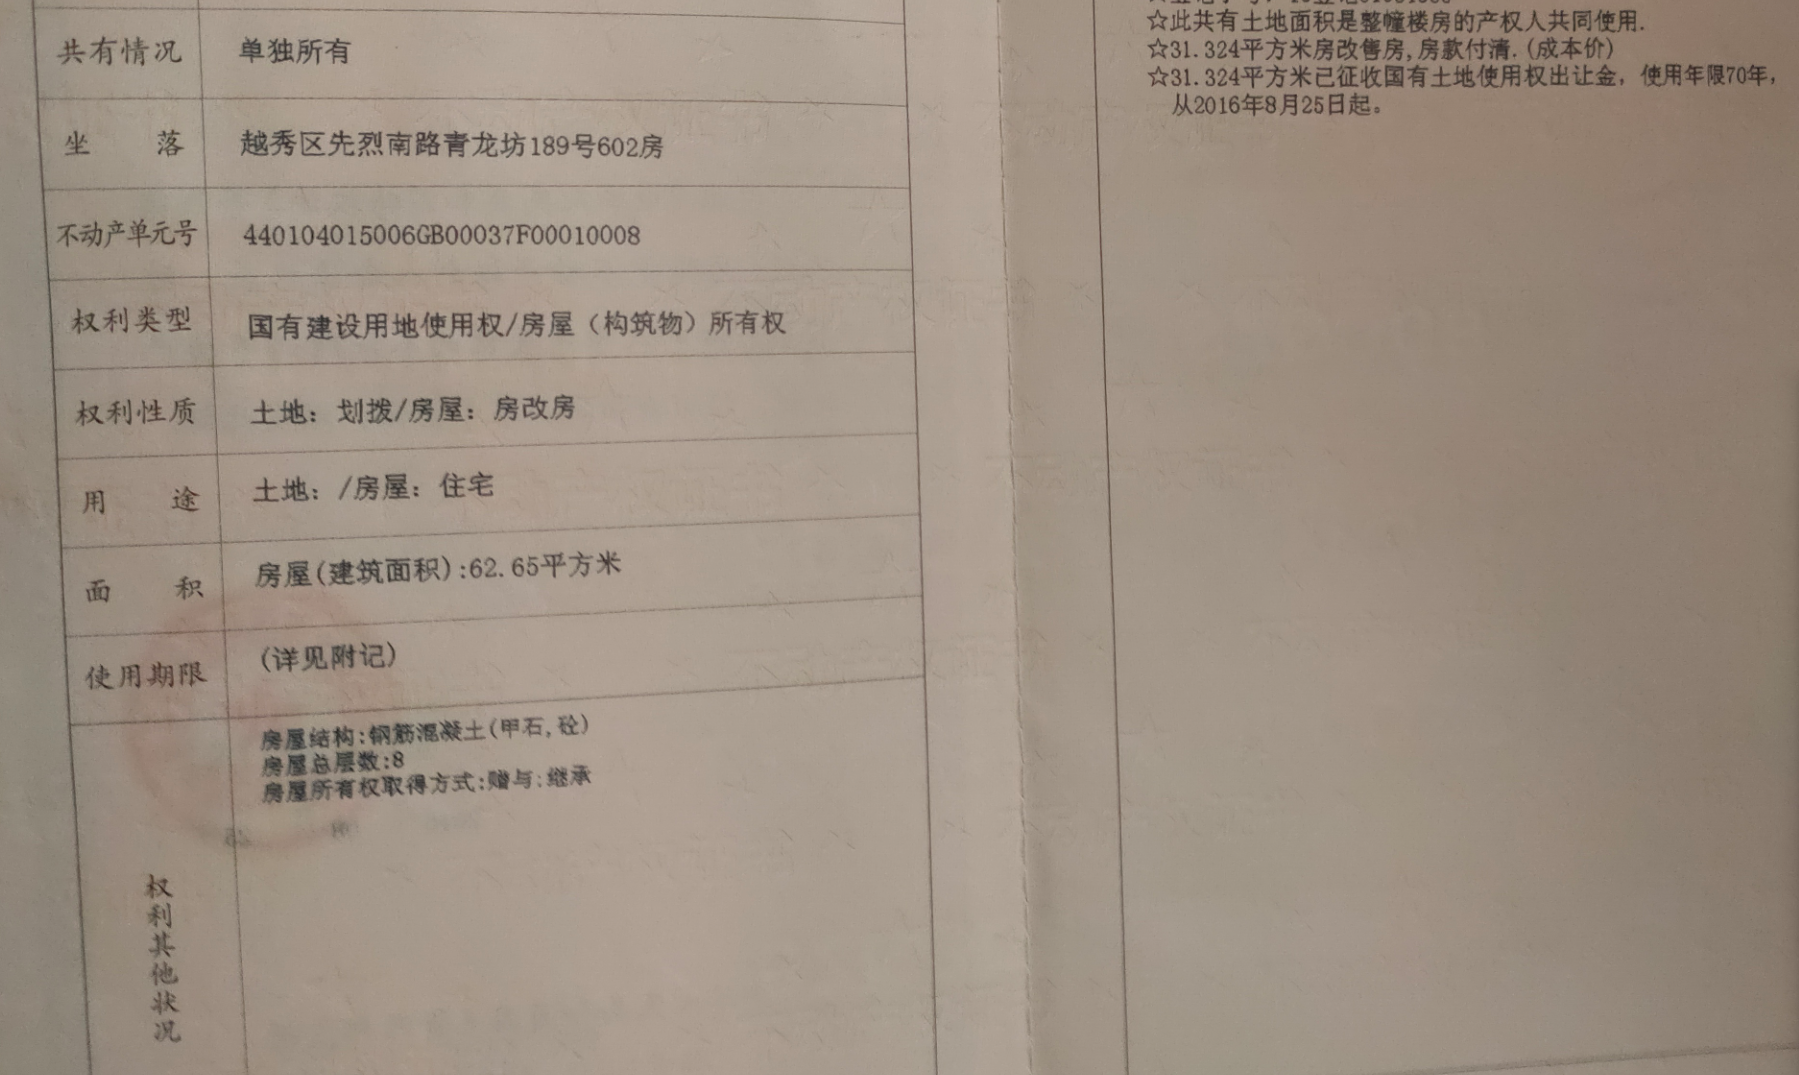 共有情况 单独所有
坐落 越秀区先烈南路青龙坊189号602房
不动产单元号 440104015006GB00037F00010008
权利类型 国有建设用地使用权/房屋（构筑物）所有权
权利性质 土地：划拨/房屋：房改房
用途 土地：/房屋：住宅
面积 房屋(建筑面积):62.65平方米
使用期限 (详见附记)
权利其他状况
房屋结构:钢筋混凝土(甲石,砼)
房屋总层数:8
房屋所有权取得方式:赠与:继承
☆此共有土地面积是整幢楼房的产权人共同使用.
☆31.324平方米房改售房,房款付清.(成本价)
☆31.324平方米已征收国有土地使用权出让金，使用年限70年，
从2016年8月25日起。